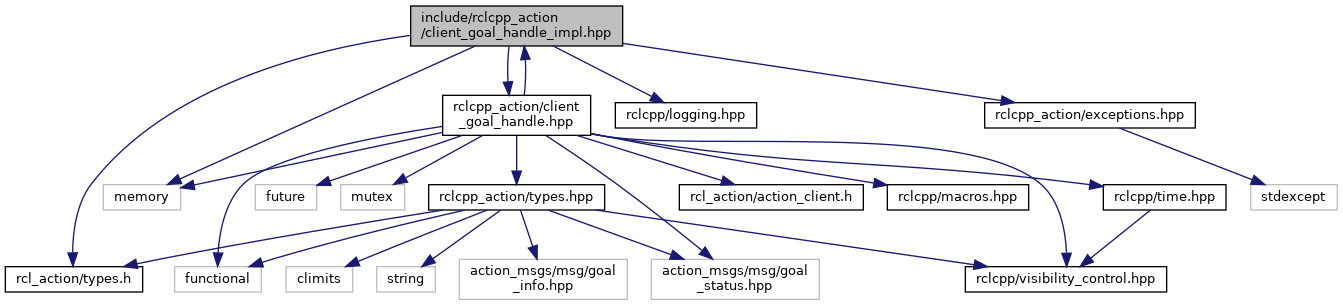 include/rclcpp_action
/client_goal_handle_impl.hpp
rclcpp_action/client
_goal_handle.hpp
rclcpp/logging.hpp
rclcpp_action/exceptions.hpp
memory
future
mutex
rclcpp_action/types.hpp
rcl_action/action_client.h
rclcpp/macros.hpp
rclcpp/time.hpp
stdexcept
rcl_action/types.h
functional
climits
string
action_msgs/msg/goal
_info.hpp
action_msgs/msg/goal
_status.hpp
rclcpp/visibility_control.hpp